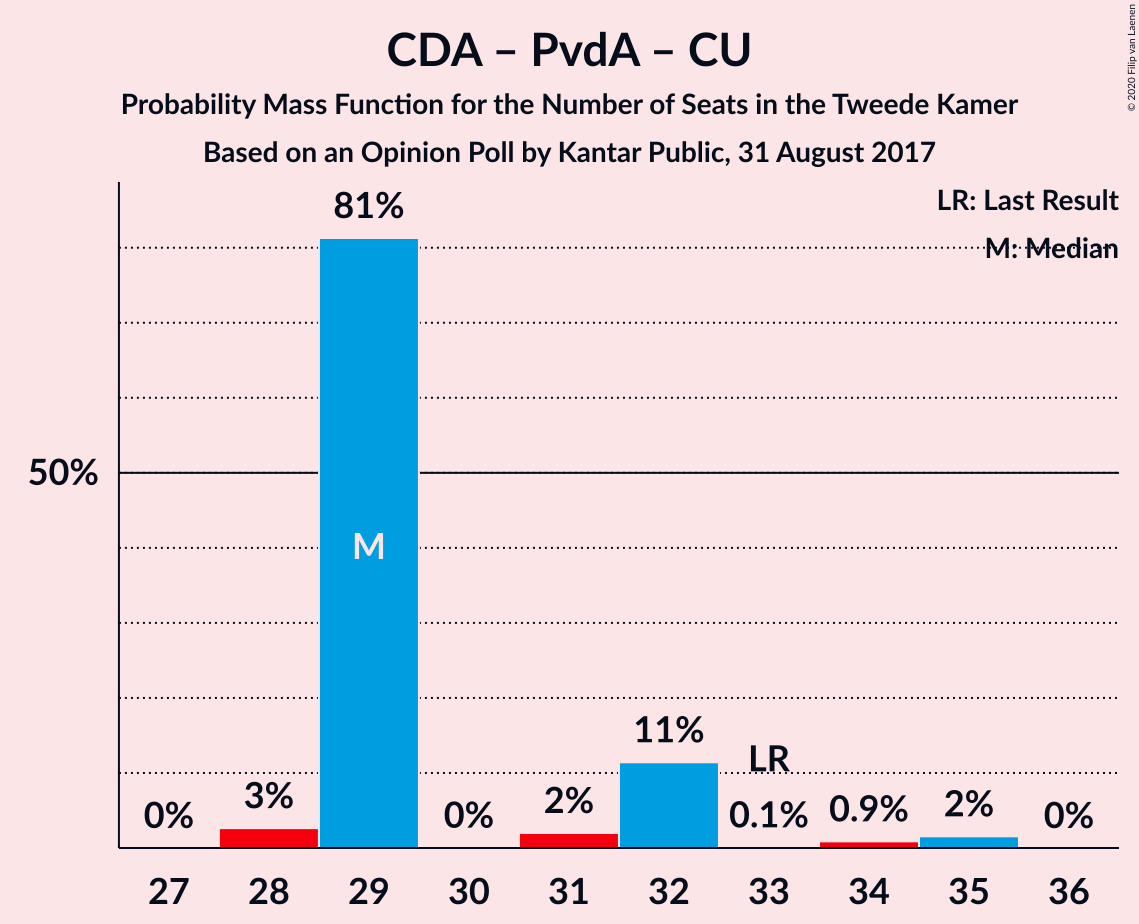 CDA – PvdA – CU
Probability Mass Function for the Number of Seats in the Tweede Kamer
Based on an Opinion Poll by Kantar Public, 31 August 2017
© 2020 Filip van Laenen
LR: Last Result
M: Median
81%
50%
M
11%
LR
0%
3%
0%
2%
0.1%
0.9%
2%
0%
27 28 29 30 31 32 33 34 35 36